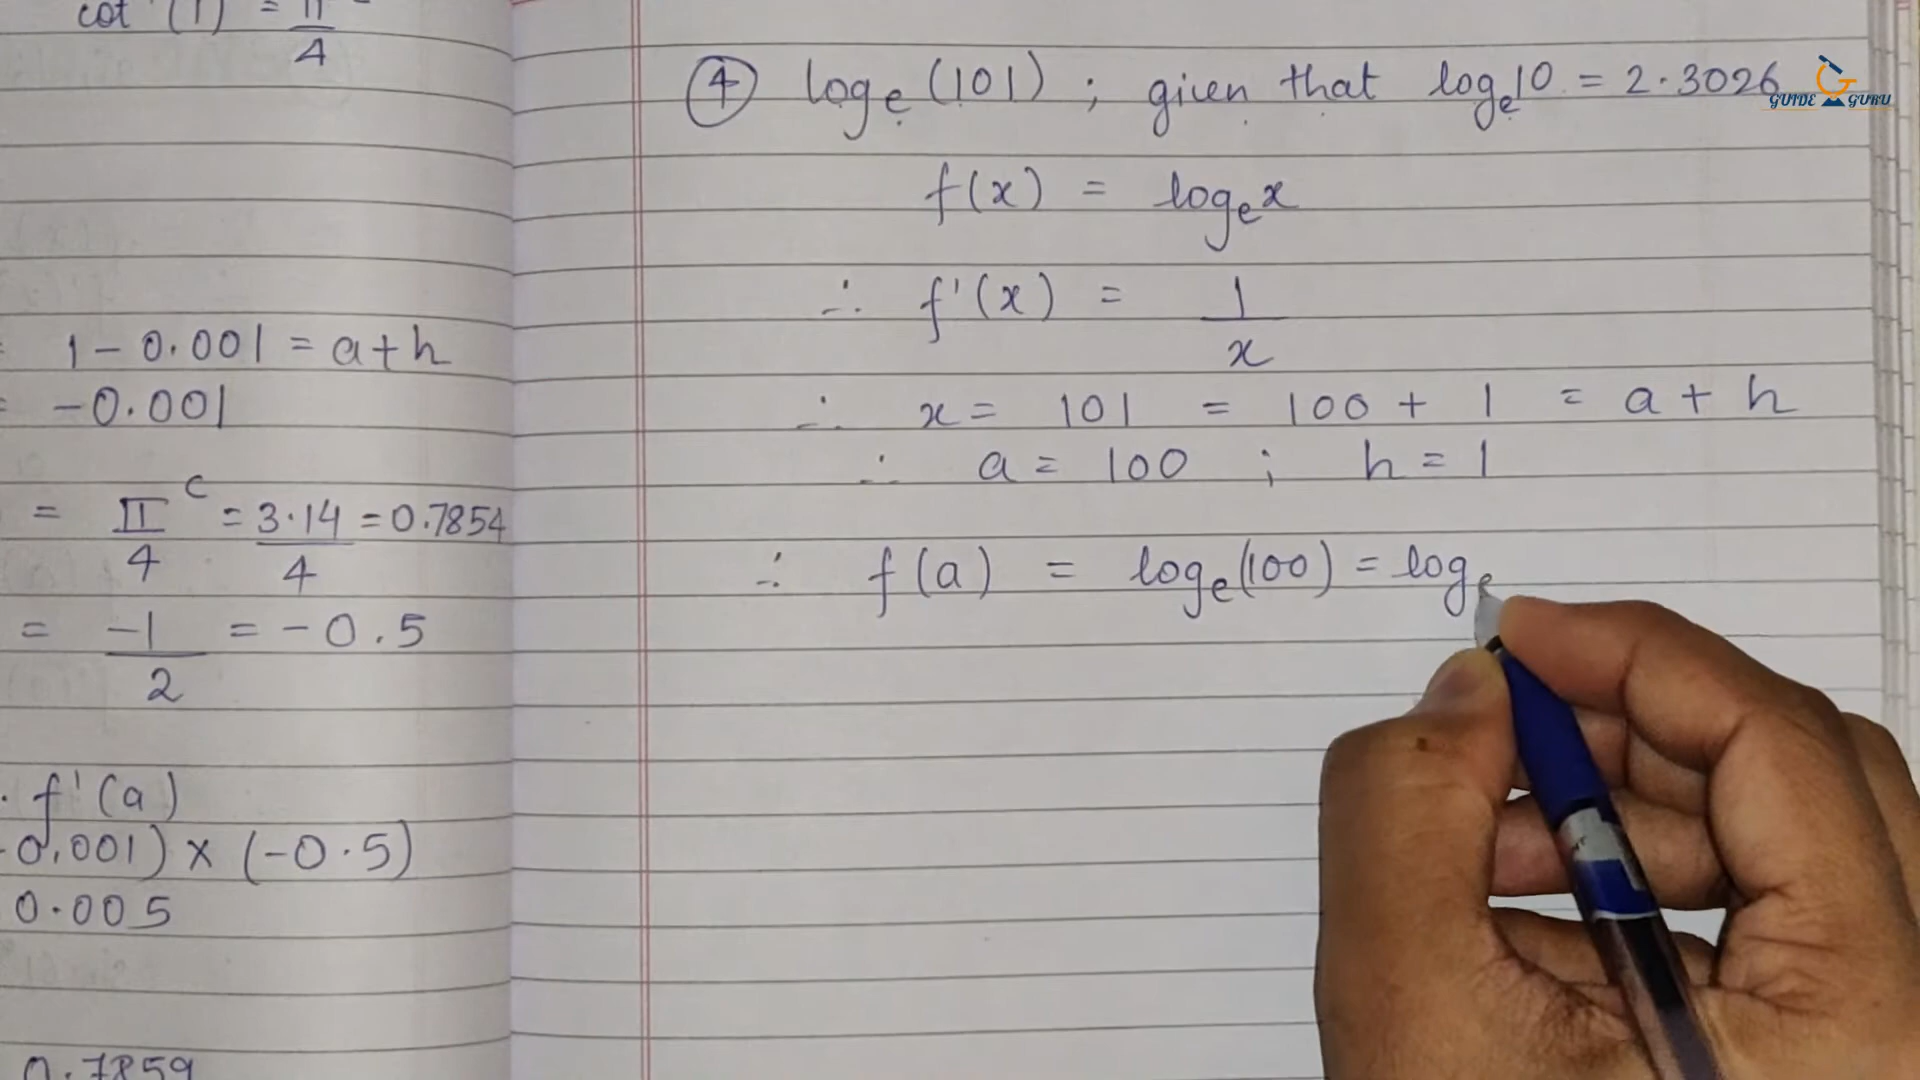 cot (1) = π
4
1 - 0.001 = a + h
= -0.001
= π c = 3.14 = 0.7854
4 4
= -1 = -0.5
2
. f'(a)
0.001) × (-0.5)
0.005
0.7859
④ logₑ(101) ; given that logₑ10 = 2.3026
GUIDE GURU
f(x) = logₑx
∴ f'(x) = 1
x
∴ x = 101 = 100 + 1 = a + h
∴ a = 100 ; h = 1
∴ f(a) = logₑ(100) = logₑ